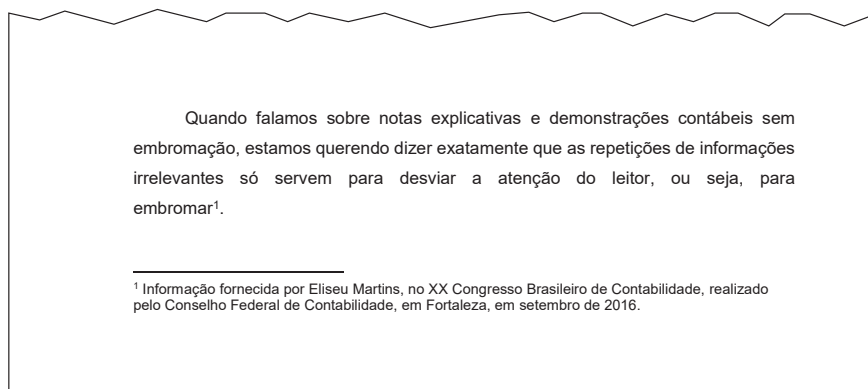 Quando falamos sobre notas explicativas e demonstrações contábeis sem
embromação, estamos querendo dizer exatamente que as repetições de informações
irrelevantes só servem para desviar a atenção do leitor, ou seja, para
embromar¹.
¹ Informação fornecida por Eliseu Martins, no XX Congresso Brasileiro de Contabilidade, realizado
pelo Conselho Federal de Contabilidade, em Fortaleza, em setembro de 2016.